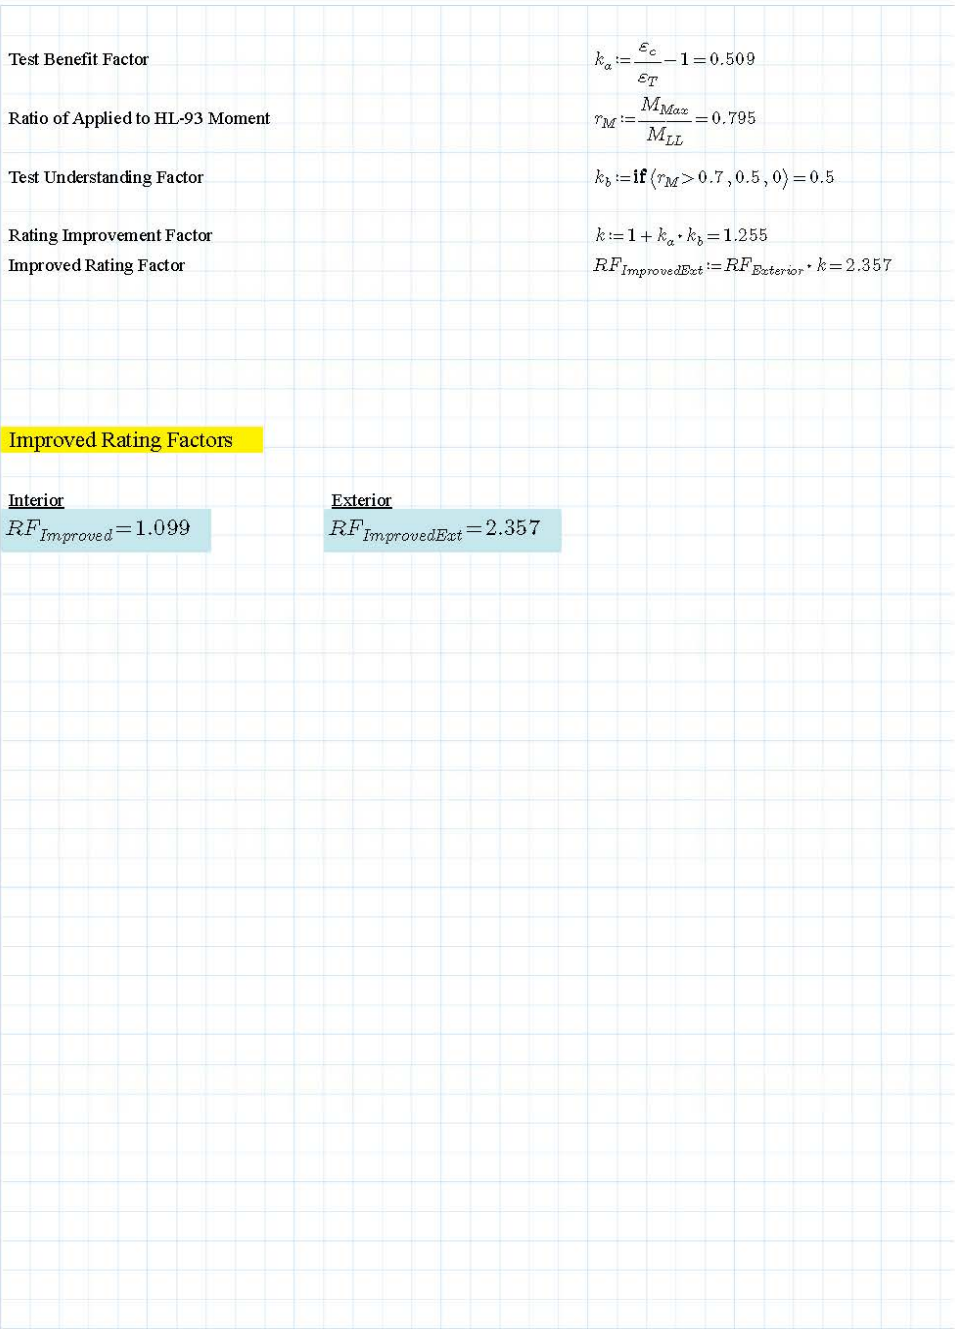 Test Benefit Factor k_a := ε_c / ε_T − 1 = 0.509
Ratio of Applied to HL-93 Moment r_M := M_Max / M_LL = 0.795
Test Understanding Factor k_b := if (r_M > 0.7 , 0.5 , 0) = 0.5
Rating Improvement Factor k := 1 + k_a · k_b = 1.255
Improved Rating Factor RF_ImprovedExt := RF_Exterior · k = 2.357
Improved Rating Factors
Interior Exterior
RF_Improved = 1.099 RF_ImprovedExt = 2.357